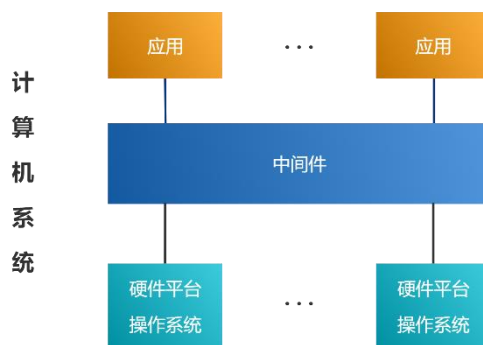 计算机系统
应用
...
应用
中间件
硬件平台
操作系统
...
硬件平台
操作系统